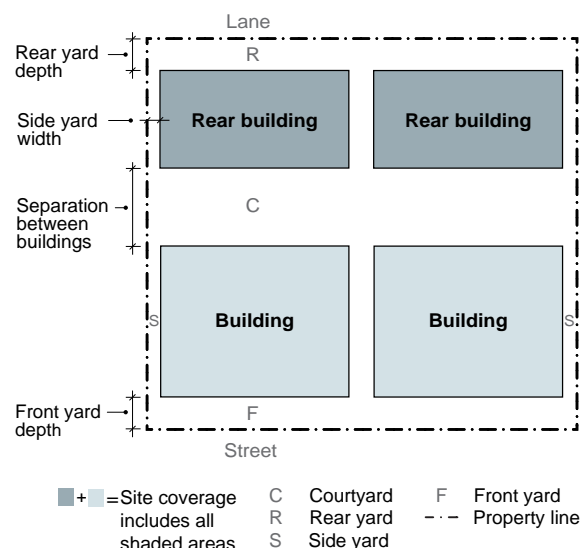 Lane
Rear yard
depth
R
Side yard
width
Rear building
Rear building
Separation
between
buildings
C
S
Building
Building
S
Front yard
depth
F
Street
+ = Site coverage
includes all
shaded areas
C Courtyard
R Rear yard
S Side yard
F Front yard
Property line